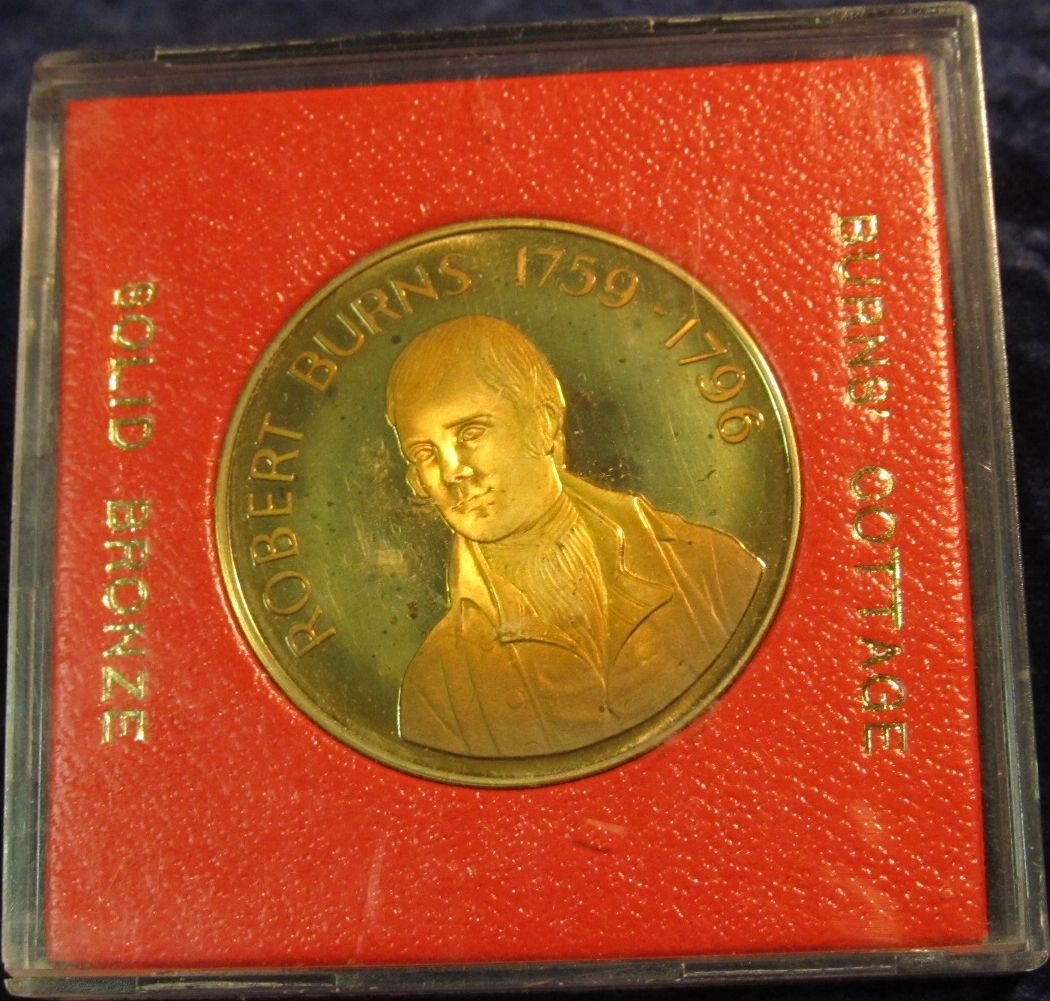 ROBERT BURNS 1759-1796
BURNS' COTTAGE
SOLID BRONZE